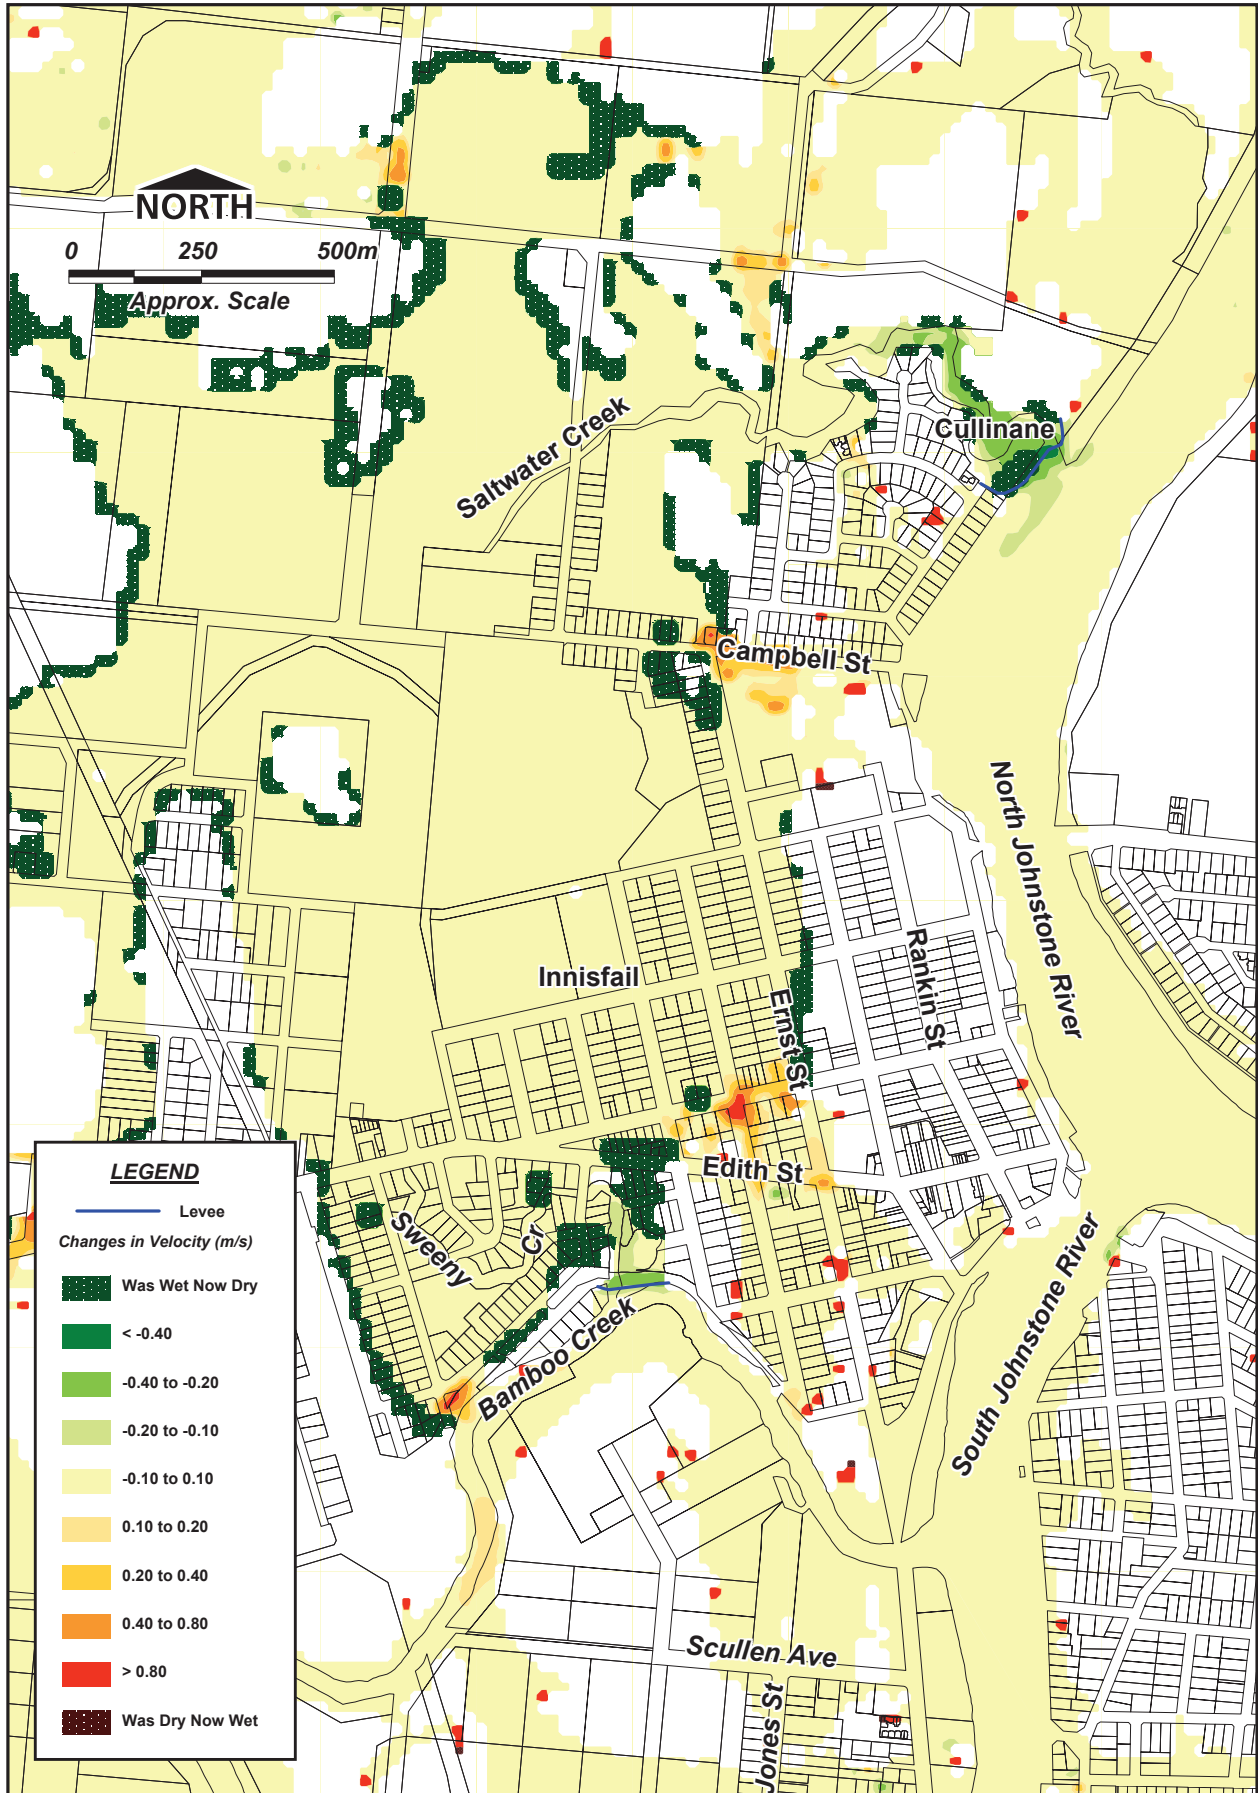 NORTH
0 250 500m
Approx. Scale
Saltwater Creek
Cullinane
Campbell St
North Johnstone River
Innisfail
Ernst St
Rankin St
Edith St
Sweeny
Cr
Bamboo Creek
South Johnstone River
Scullen Ave
Jones St
LEGEND
Levee
Changes in Velocity (m/s)
Was Wet Now Dry
< -0.40
-0.40 to -0.20
-0.20 to -0.10
-0.10 to 0.10
0.10 to 0.20
0.20 to 0.40
0.40 to 0.80
> 0.80
Was Dry Now Wet